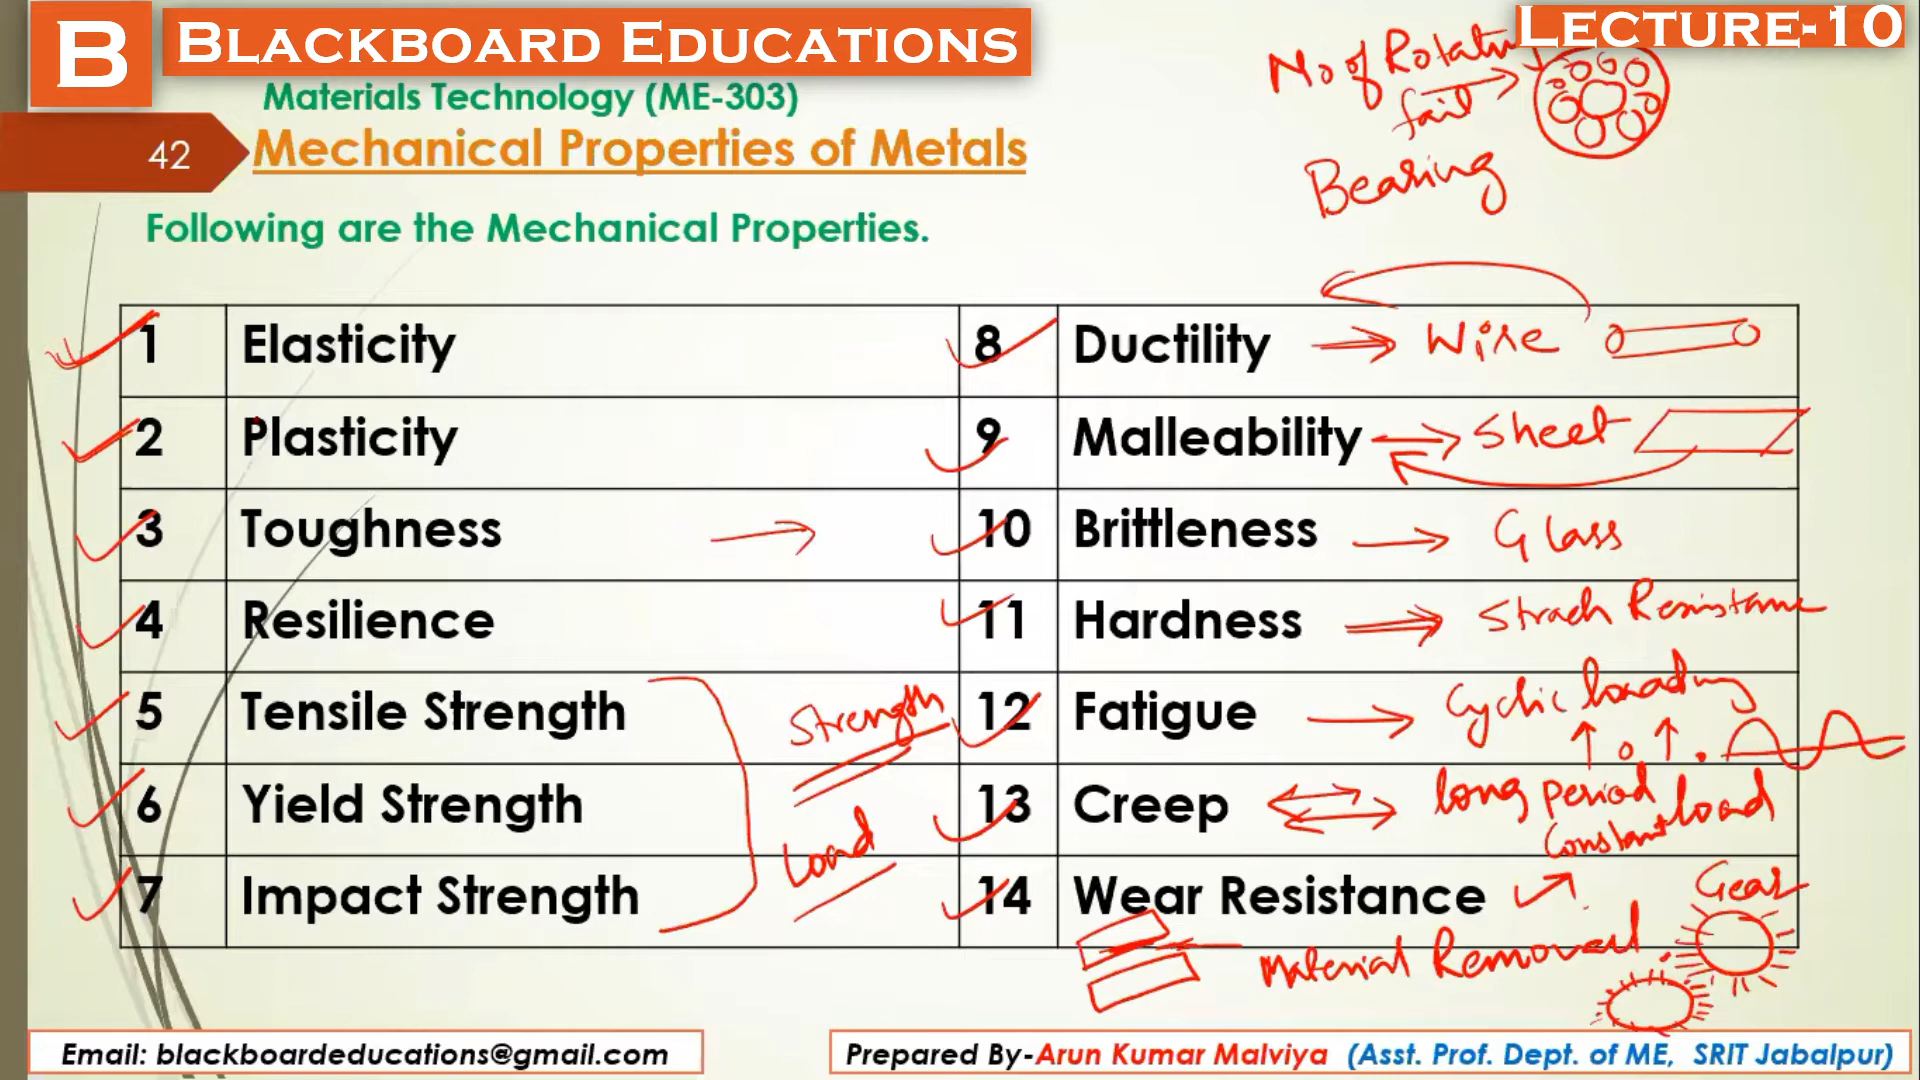 B BLACKBOARD EDUCATIONS
LECTURE-10
Materials Technology (ME-303)
42
Mechanical Properties of Metals
No of Rotation
fail
Bearing
Following are the Mechanical Properties.
1 Elasticity 8 Ductility → Wire
2 Plasticity 9 Malleability → Sheet
3 Toughness → 10 Brittleness → Glass
4 Resilience 11 Hardness → Strach Resistance
5 Tensile Strength Strength 12 Fatigue → Cyclic loading
6 Yield Strength 13 Creep long period load
Load constant
7 Impact Strength 14 Wear Resistance Gear
Material Removed
Email: blackboardeducations@gmail.com
Prepared By-Arun Kumar Malviya (Asst. Prof. Dept. of ME, SRIT Jabalpur)